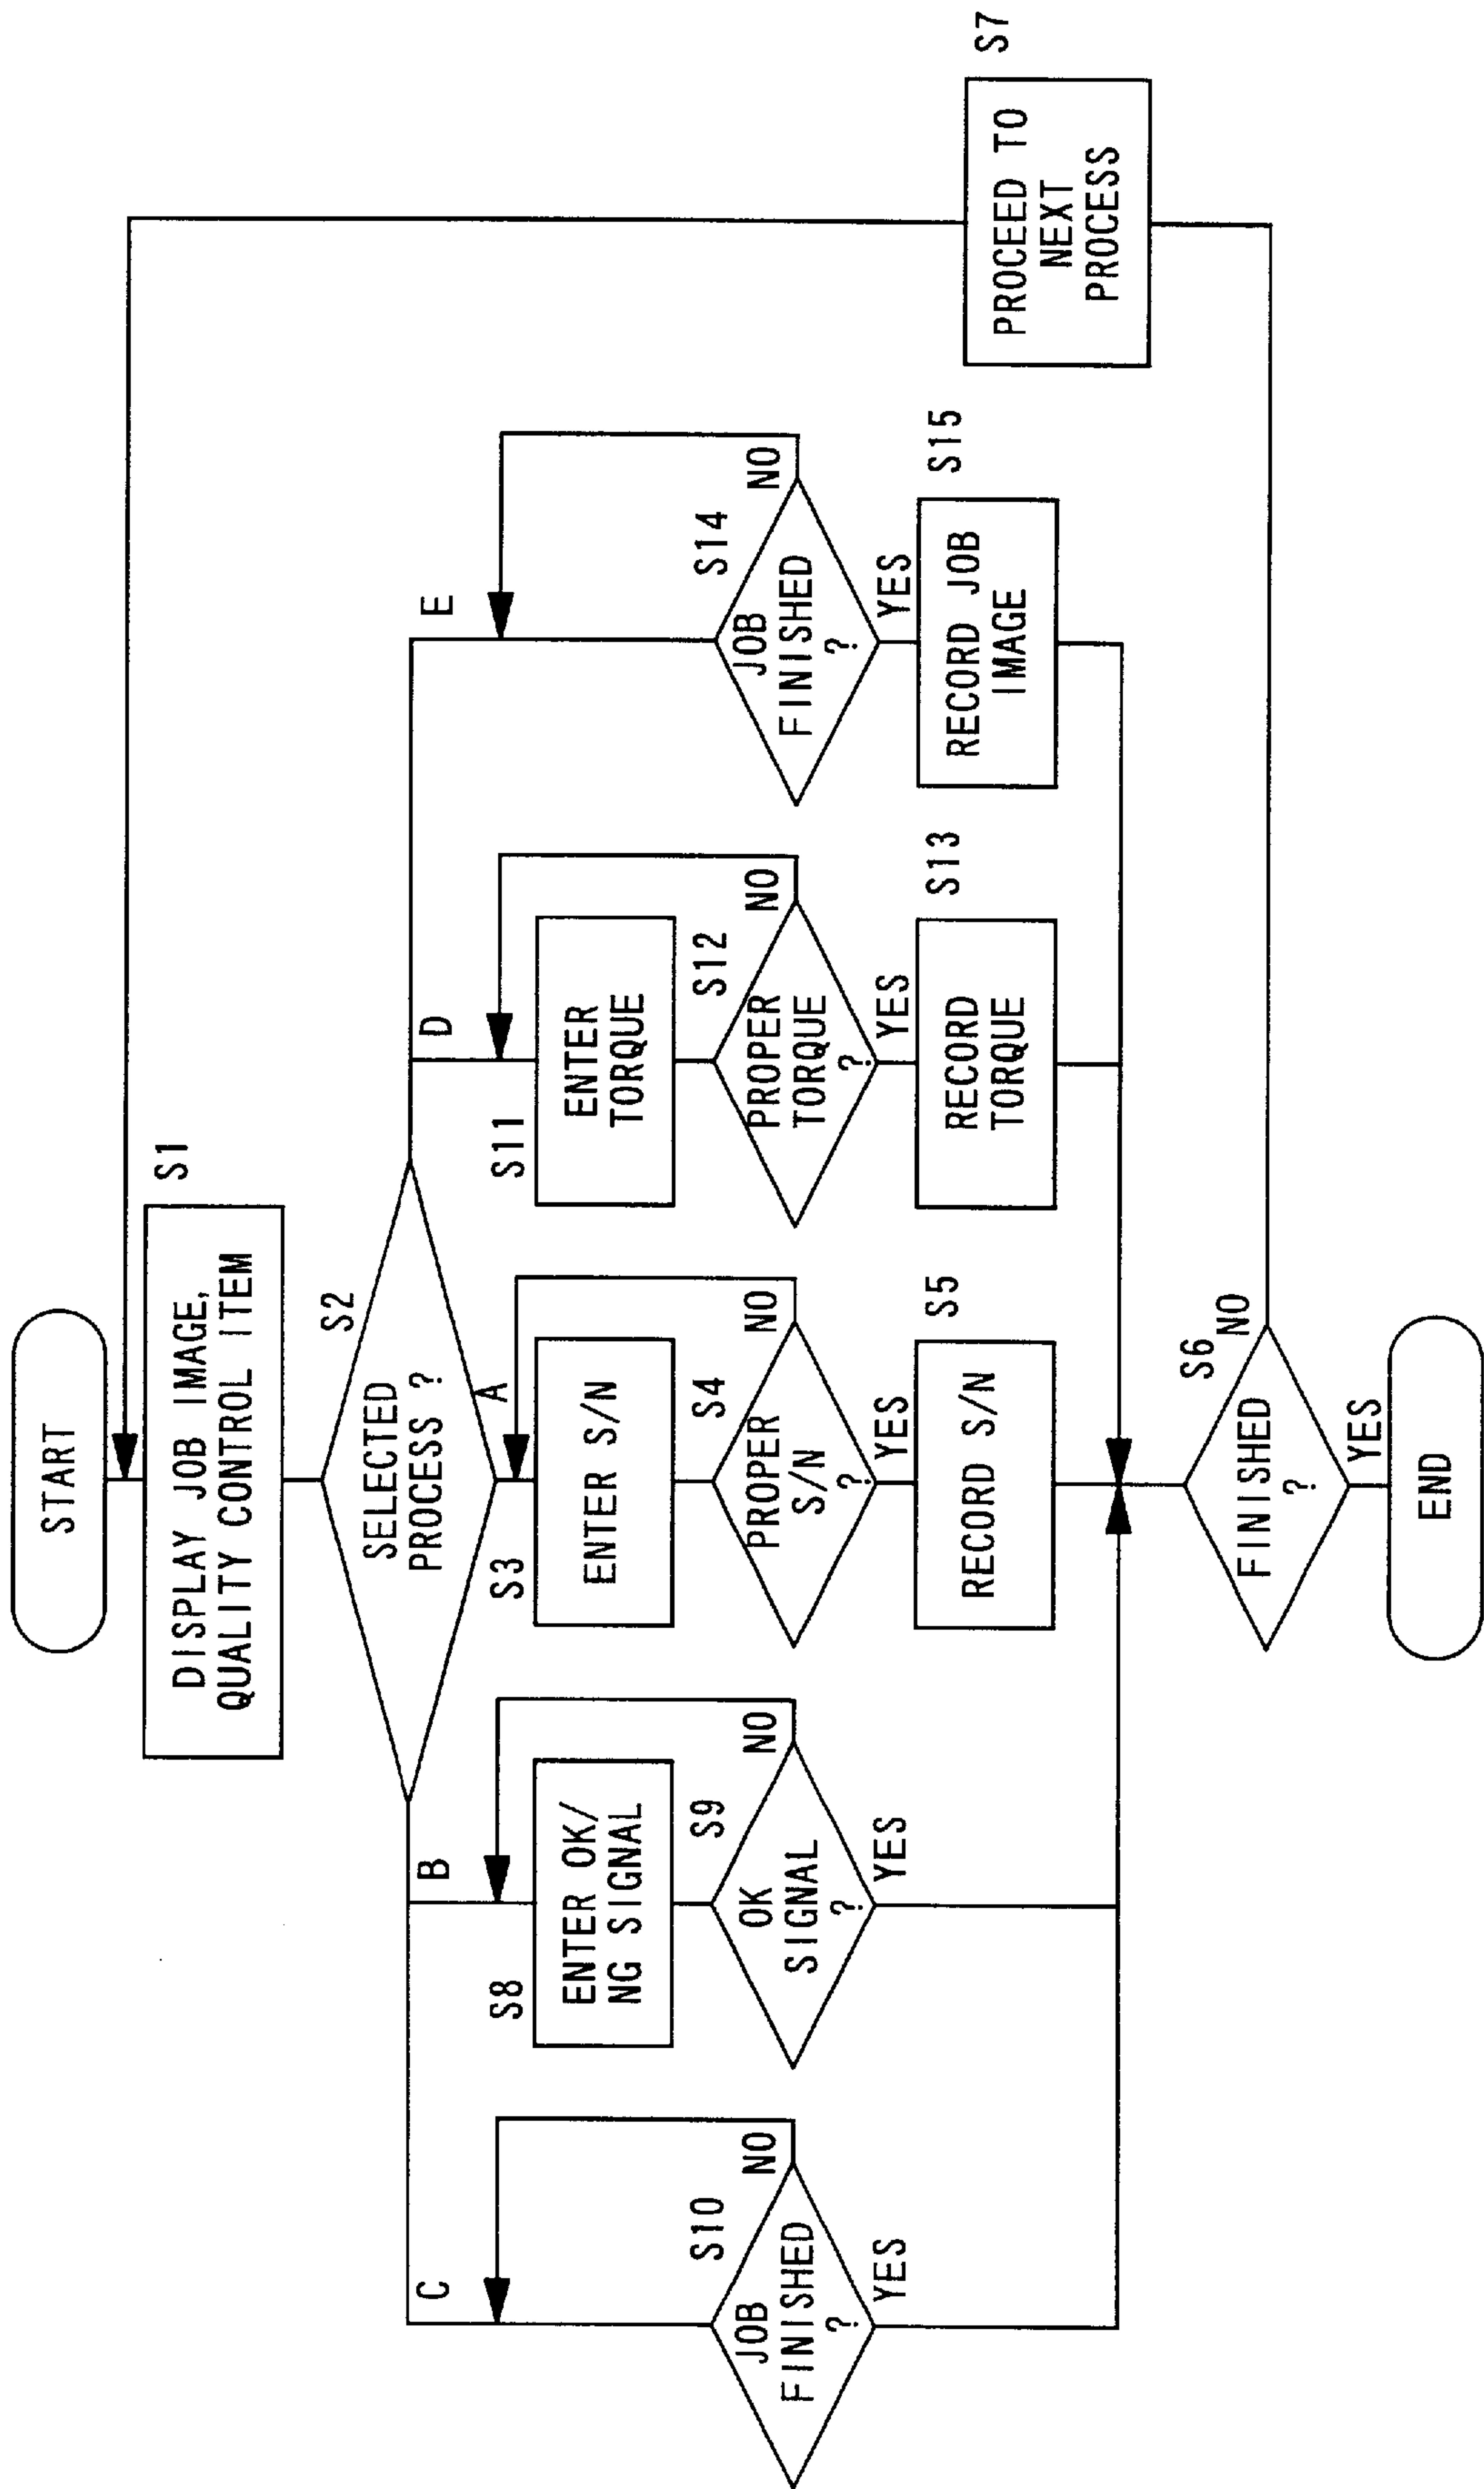 START
S1
DISPLAY JOB IMAGE,
QUALITY CONTROL ITEM
S2
SELECTED
PROCESS ?
C
B
A
D
E
S8
ENTER OK/
NG SIGNAL
S3
ENTER S/N
S11
ENTER
TORQUE
S10
JOB
FINISHED
?
NO
YES
S9
OK
SIGNAL
?
NO
YES
S4
PROPER
S/N
?
NO
YES
S12
PROPER
TORQUE
?
NO
YES
S14
JOB
FINISHED
?
NO
YES
S5
RECORD S/N
S13
RECORD
TORQUE
S15
RECORD JOB
IMAGE
S7
PROCEED TO
NEXT
PROCESS
S6
FINISHED
?
NO
YES
END